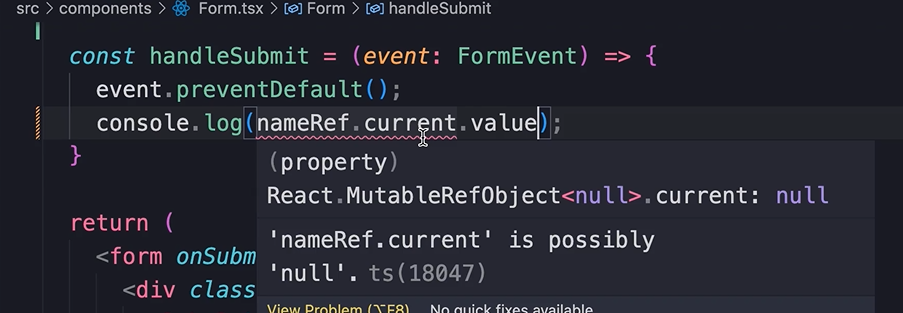 src > components > Form.tsx > Form > handleSubmit
const handleSubmit = (event: FormEvent) => {
event.preventDefault();
console.log(nameRef.current.value);
}
(property)
React.MutableRefObject<null>.current: null
'nameRef.current' is possibly
'null'. ts(18047)
return (
<form onSubm
<div class
View Problem (⌥F8) No quick fixes available